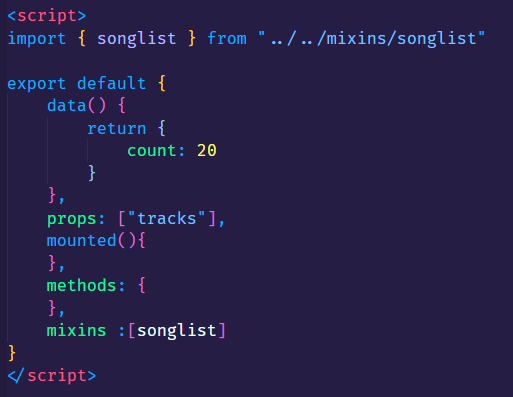 <script>
import { songlist } from "../../mixins/songlist"
export default {
    data() {
        return {
            count: 20
        }
    },
    props: ["tracks"],
    mounted(){
    },
    methods: {
    },
    mixins :[songlist]
}
</script>